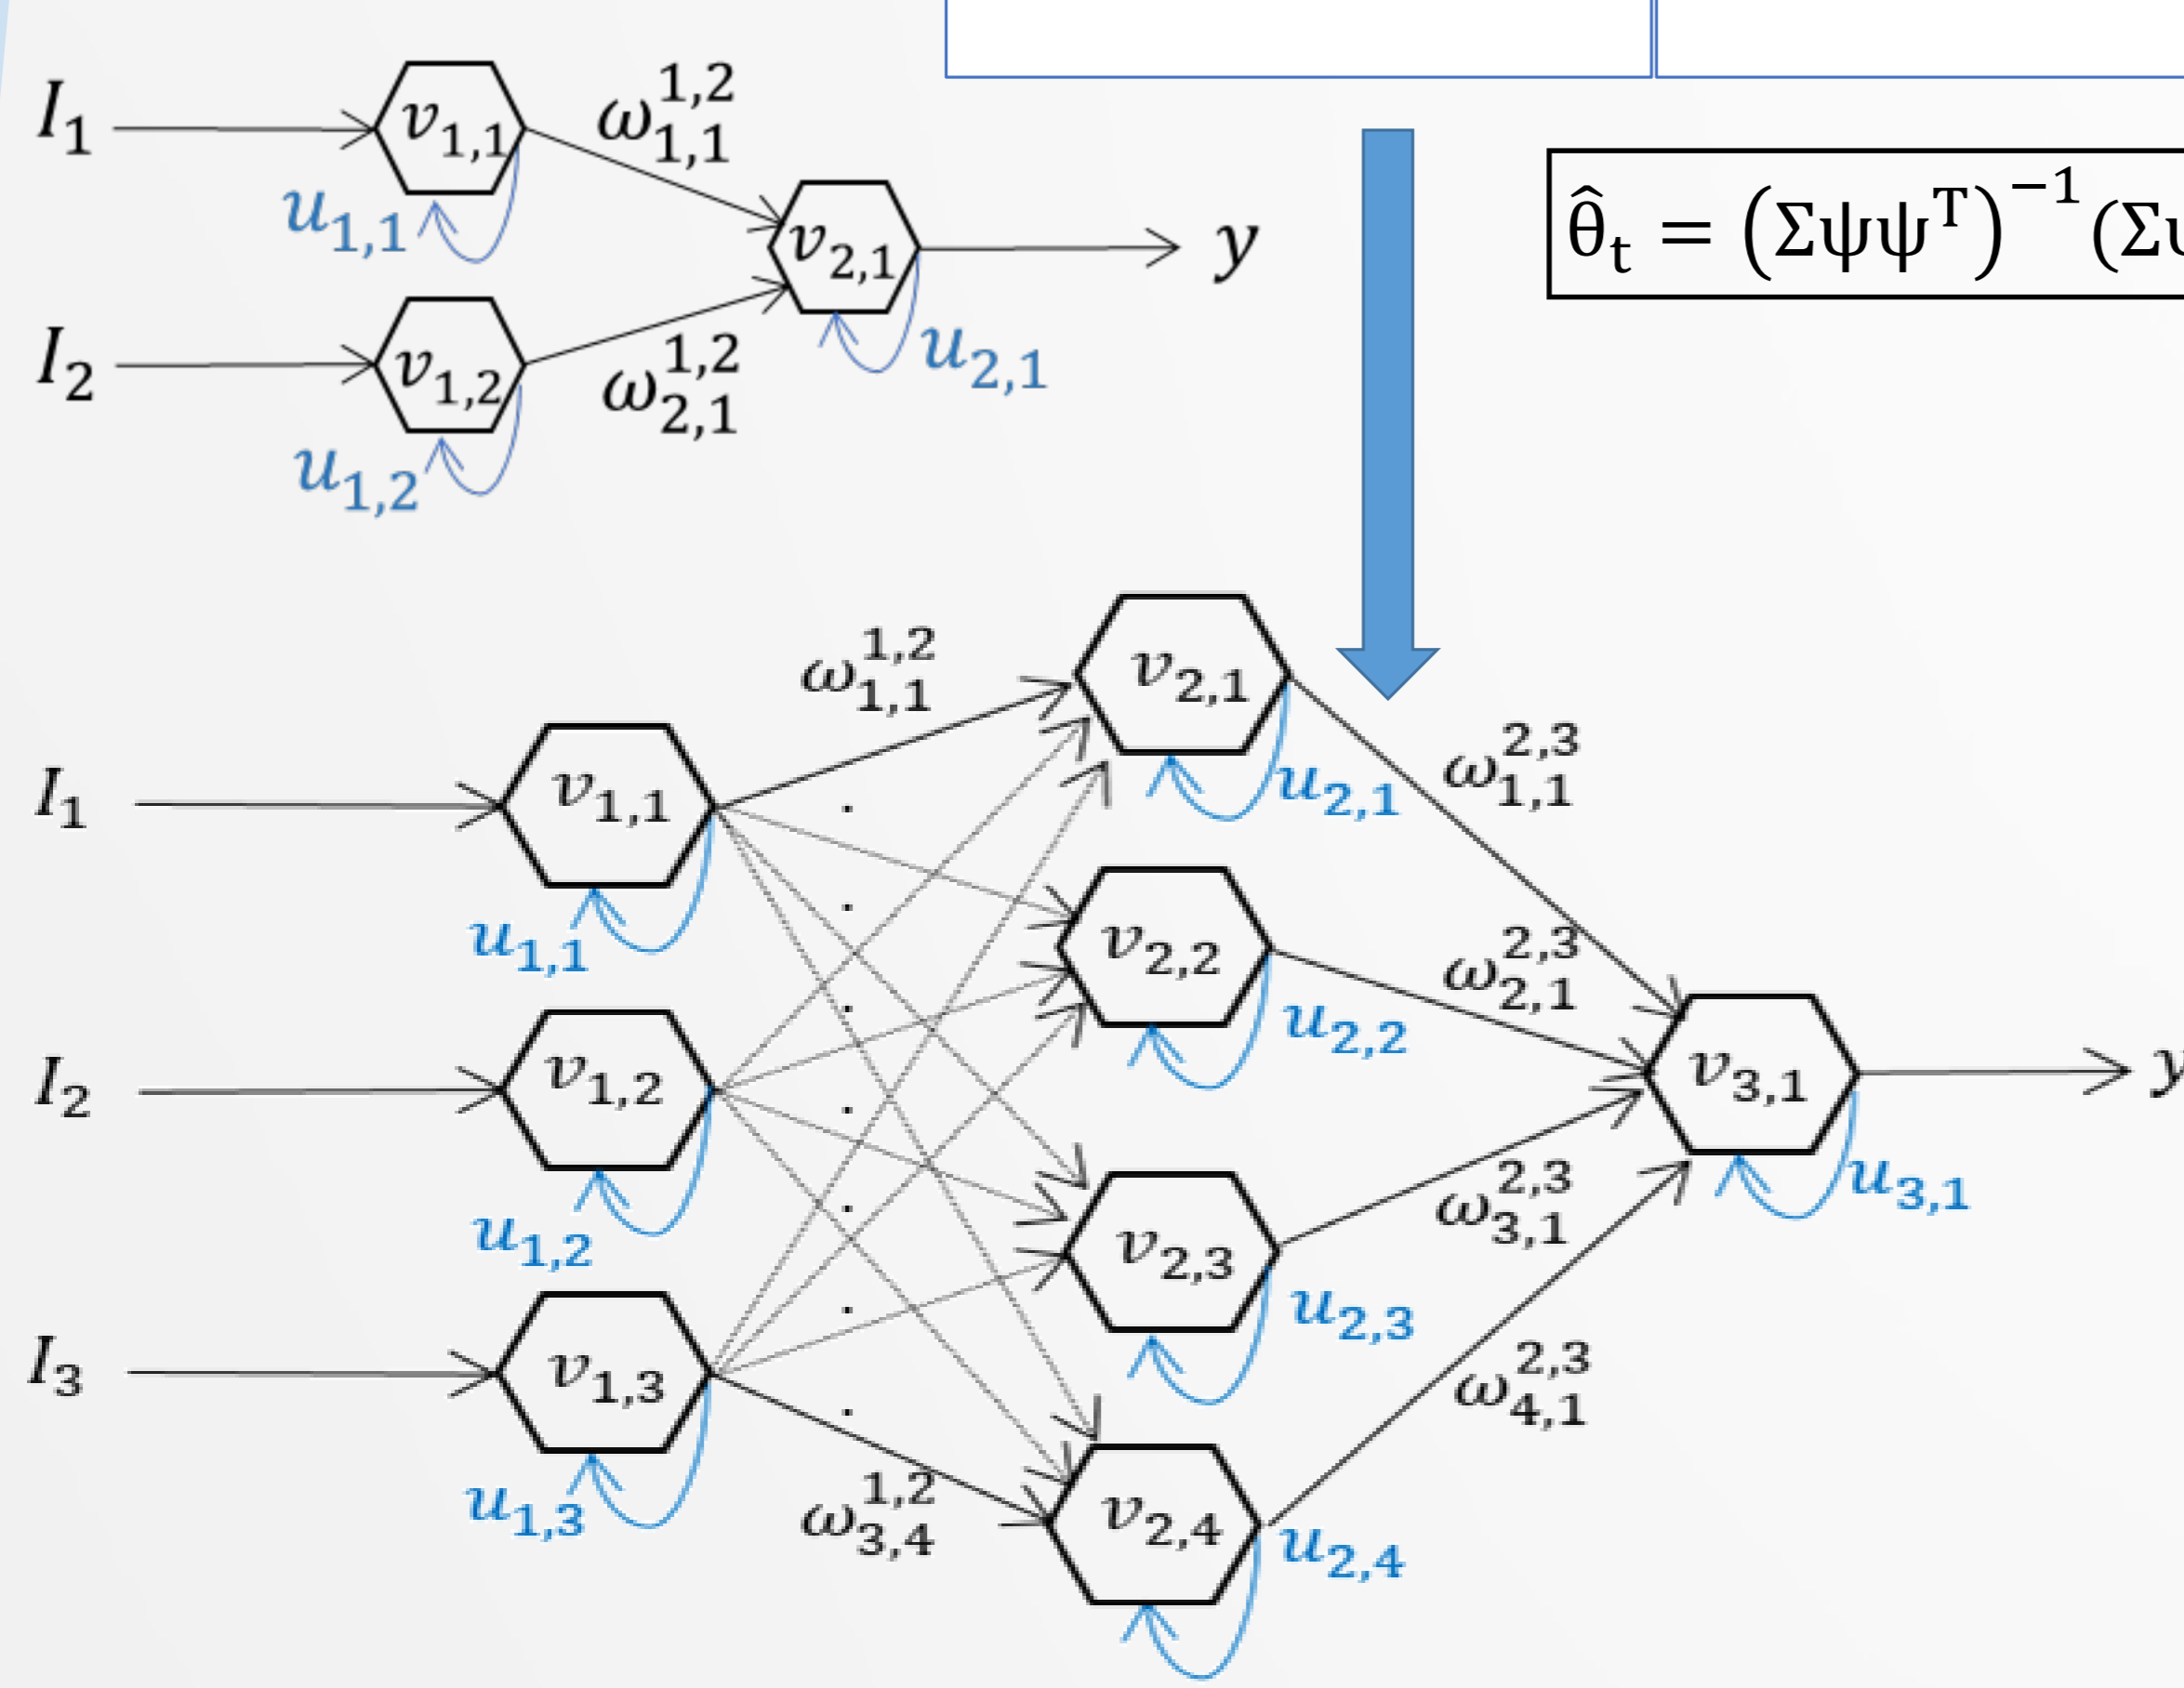 I₁
v₁,₁
ω₁,₁^1,2
u₁,₁
I₂
v₁,₂
ω₂,₁^1,2
u₁,₂
v₂,₁
u₂,₁
y
θ̂ₜ = (Σψψᵀ)⁻¹(Σ
I₁
v₁,₁
u₁,₁
I₂
v₁,₂
u₁,₂
I₃
v₁,₃
u₁,₃
ω₁,₁^1,2
.
.
.
.
.
.
.
ω₃,₄^1,2
v₂,₁
u₂,₁
v₂,₂
u₂,₂
v₂,₃
u₂,₃
v₂,₄
u₂,₄
ω₁,₁^2,3
ω₂,₁^2,3
ω₃,₁^2,3
ω₄,₁^2,3
v₃,₁
u₃,₁
y